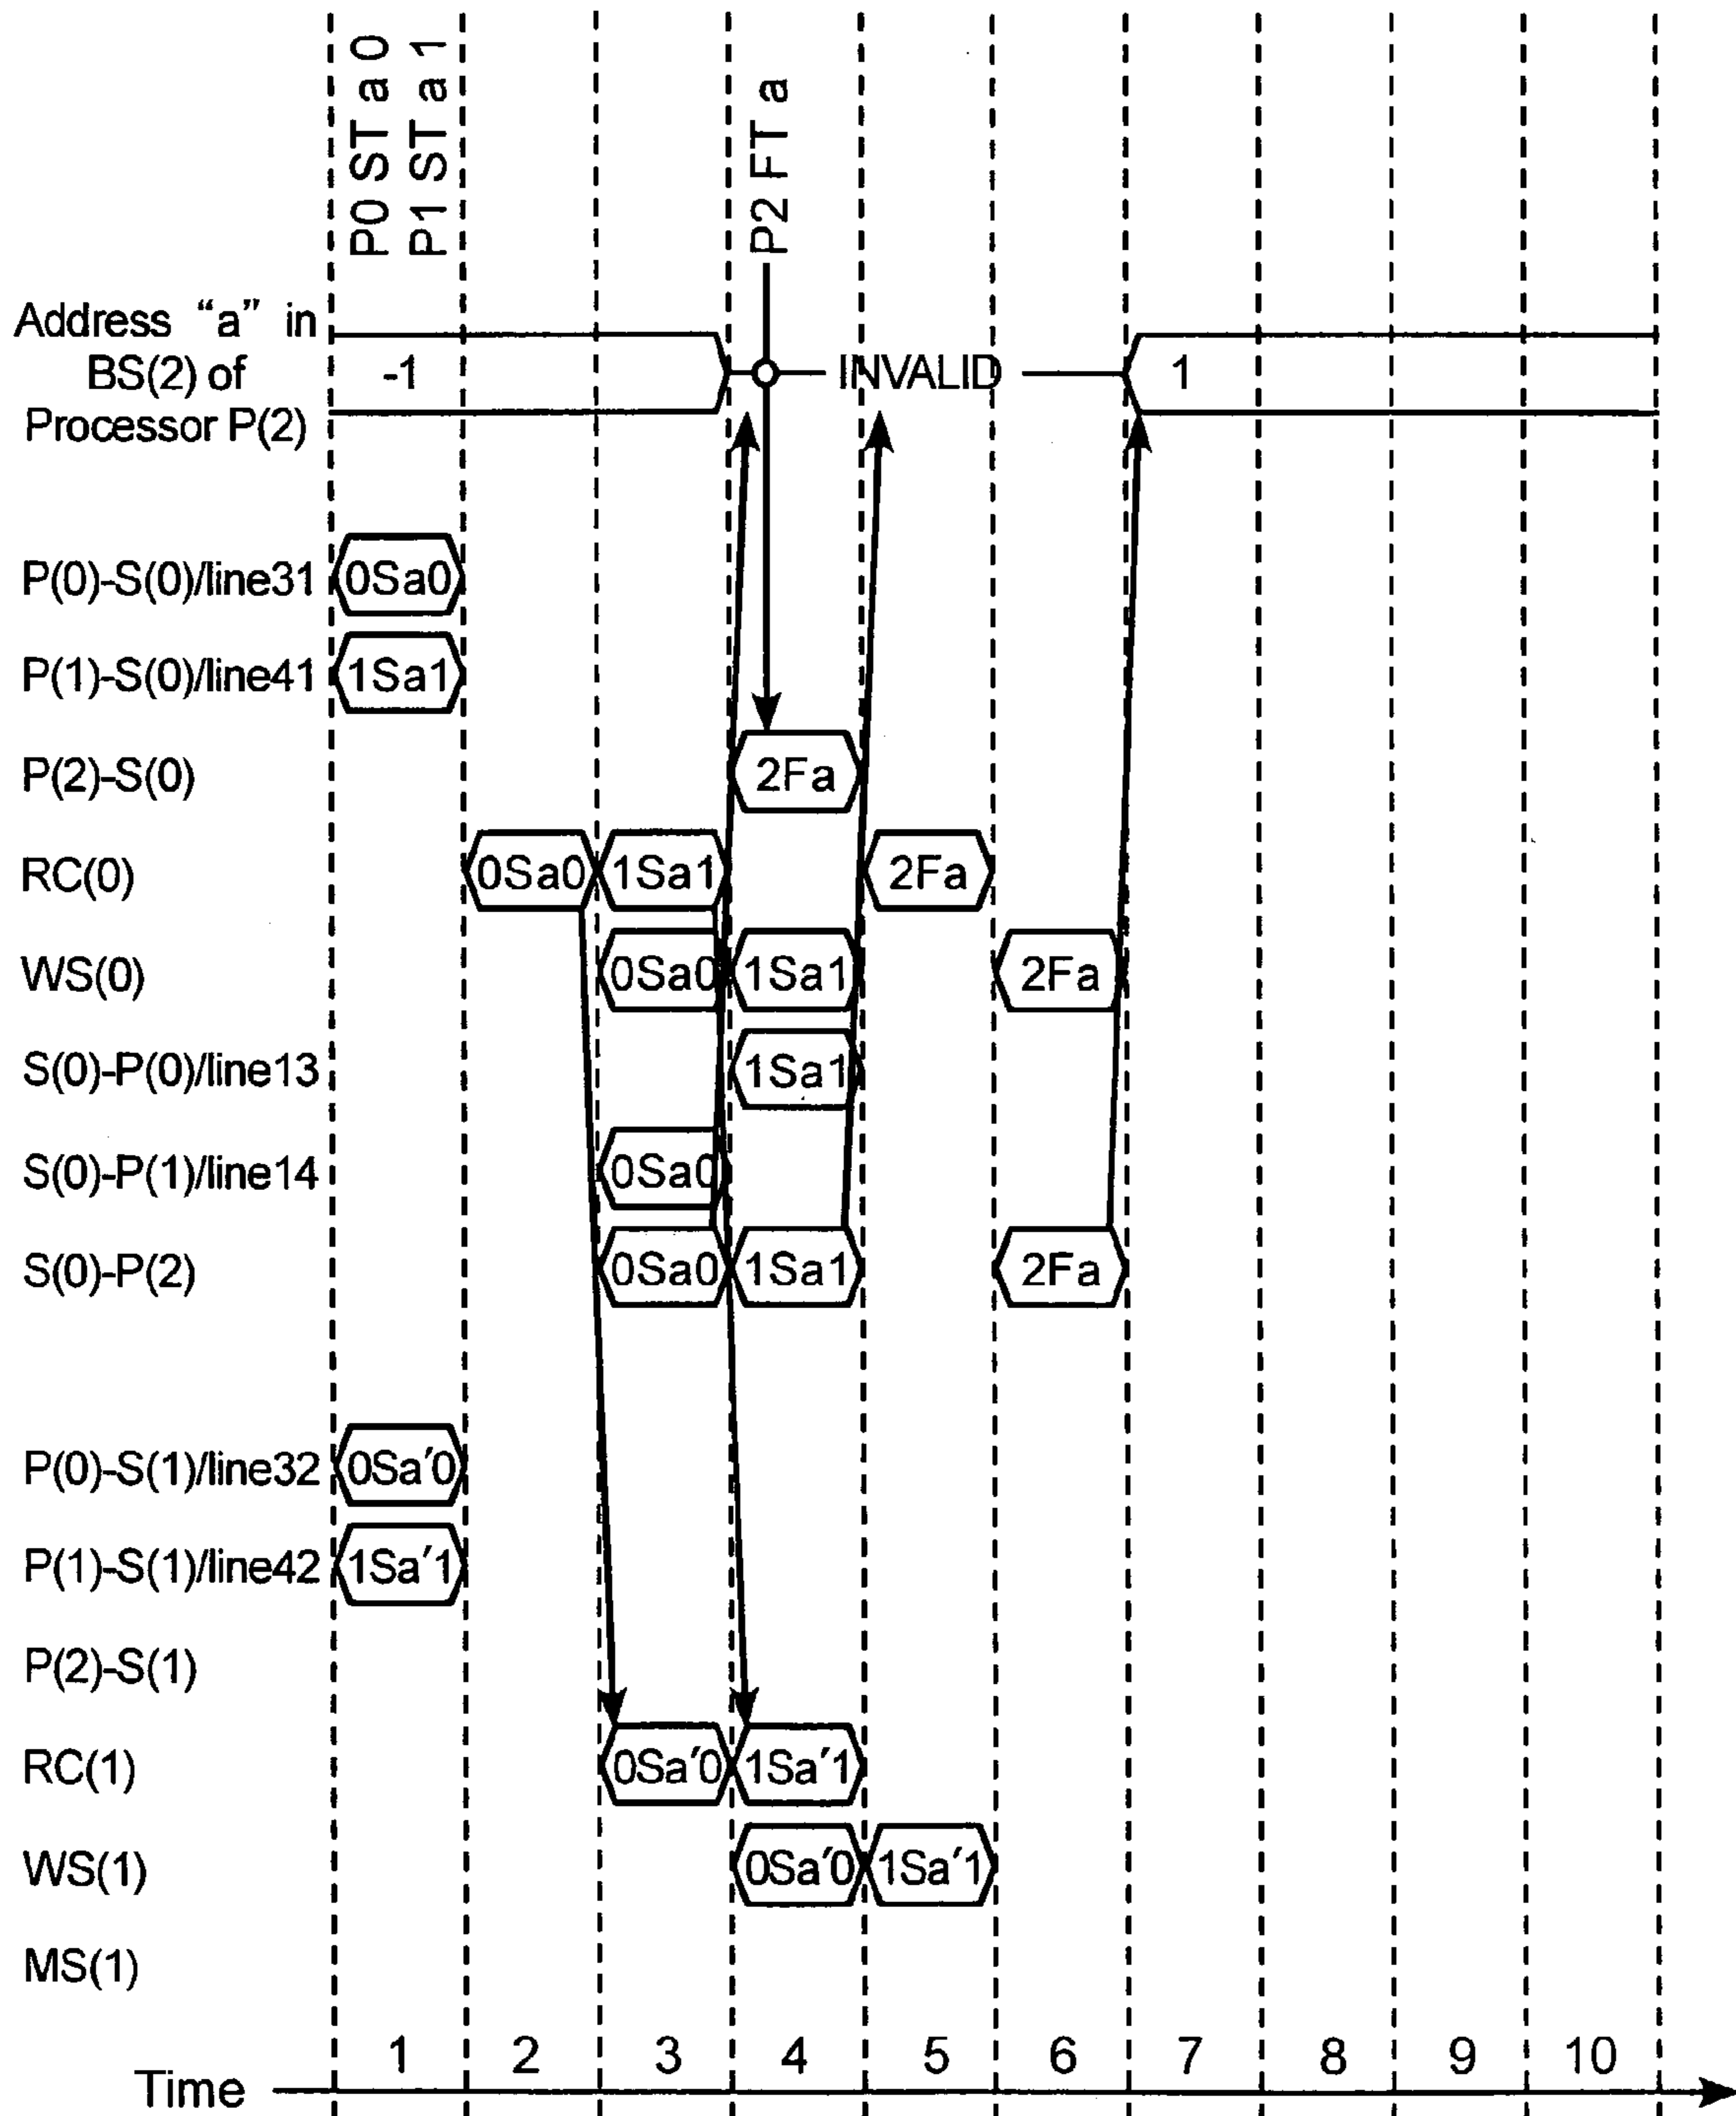 P0 ST a 0
P1 ST a 1
P2 FT a
Address "a" in
BS(2) of
Processor P(2)
-1
INVALID
1
P(0)-S(0)/line31
0Sa0
P(1)-S(0)/line41
1Sa1
P(2)-S(0)
2Fa
RC(0)
0Sa0
1Sa1
2Fa
WS(0)
0Sa0
1Sa1
2Fa
S(0)-P(0)/line13
1Sa1
S(0)-P(1)/line14
0Sa0
S(0)-P(2)
0Sa0
1Sa1
2Fa
P(0)-S(1)/line32
0Sa'0
P(1)-S(1)/line42
1Sa'1
P(2)-S(1)
RC(1)
0Sa'0
1Sa'1
WS(1)
0Sa'0
1Sa'1
MS(1)
Time
1
2
3
4
5
6
7
8
9
10